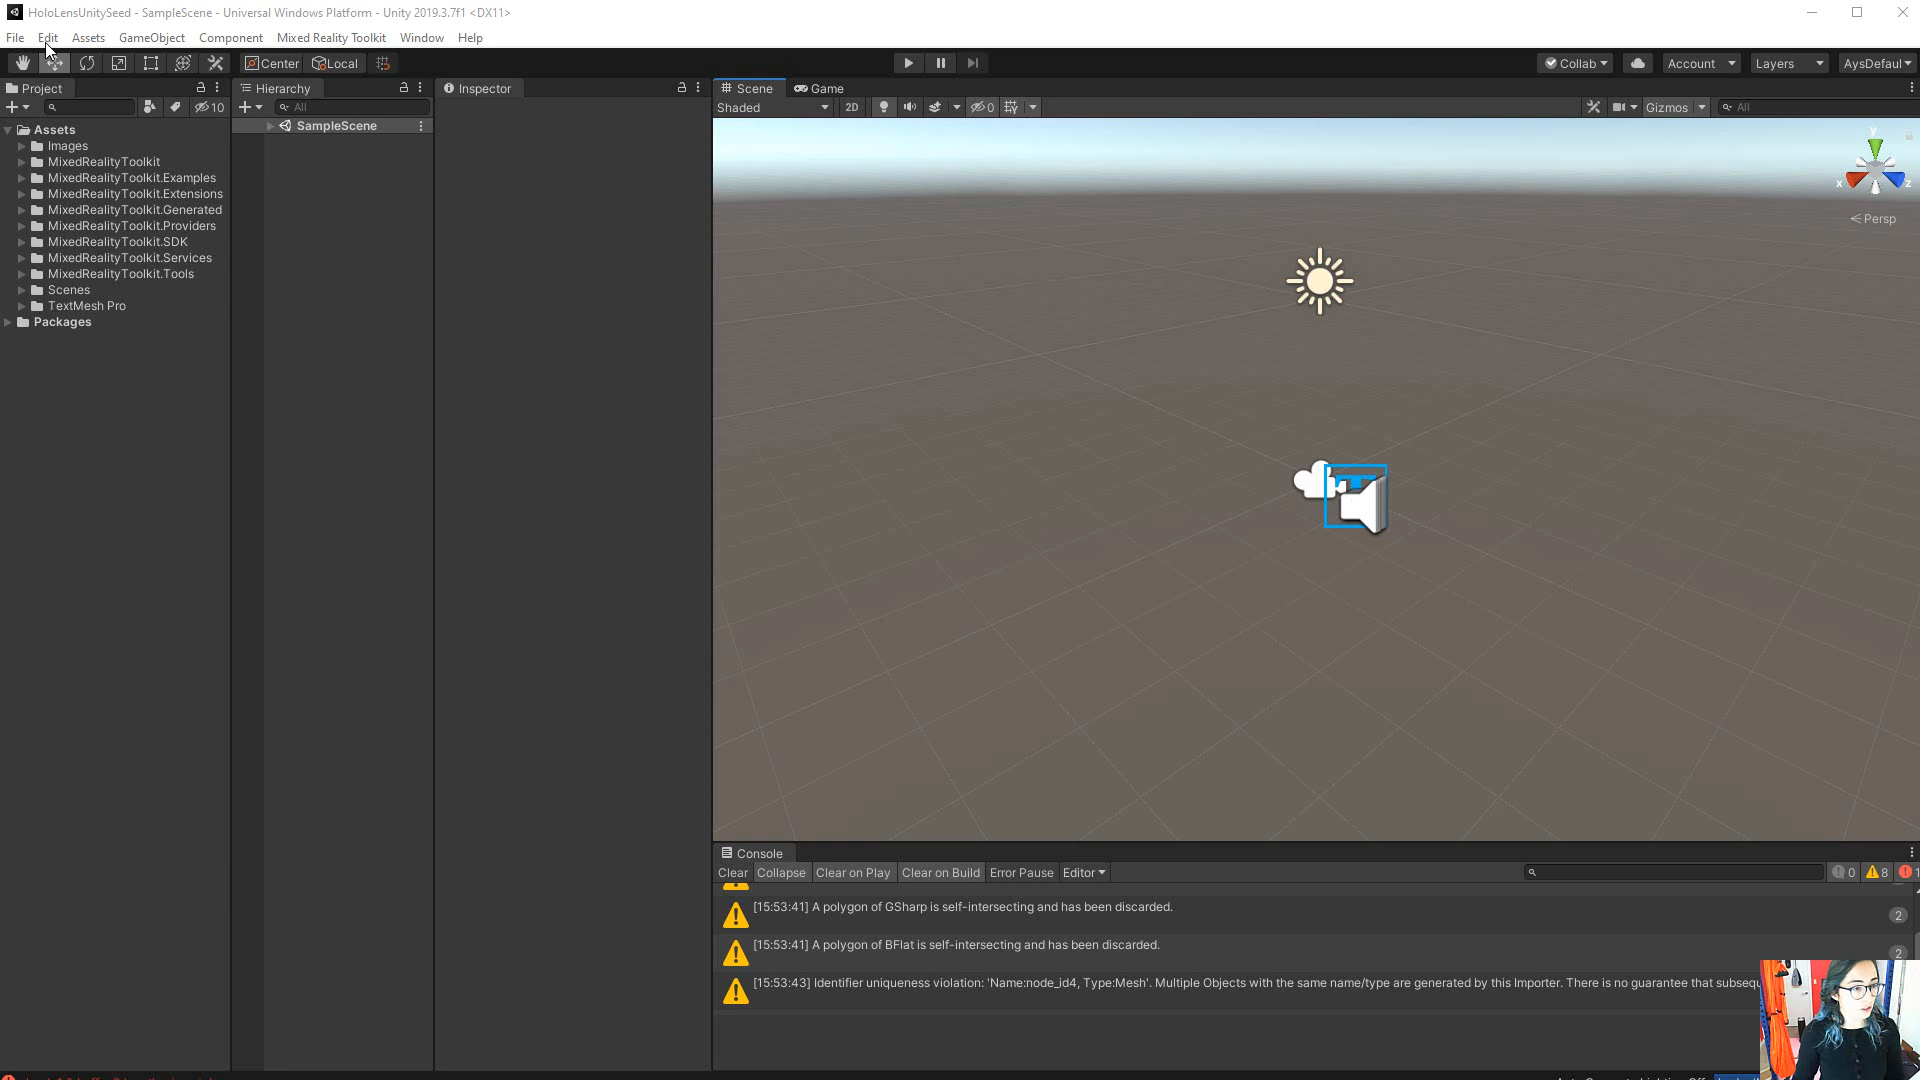 HoloLensUnitySeed - SampleScene - Universal Windows Platform - Unity 2019.3.7f1 <DX11>
File Edit Assets GameObject Component Mixed Reality Toolkit Window Help
Center Local Collab Account Layers AysDefaul
Project Hierarchy Inspector Scene Game
10 All Shaded 2D 0 Gizmos All
Assets
Images
MixedRealityToolkit
MixedRealityToolkit.Examples
MixedRealityToolkit.Extensions
MixedRealityToolkit.Generated
MixedRealityToolkit.Providers
MixedRealityToolkit.SDK
MixedRealityToolkit.Services
MixedRealityToolkit.Tools
Scenes
TextMesh Pro
Packages
SampleScene
y
x z
Persp
Console
Clear Collapse Clear on Play Clear on Build Error Pause Editor 0 8 1
[15:53:41] A polygon of GSharp is self-intersecting and has been discarded.
2
[15:53:41] A polygon of BFlat is self-intersecting and has been discarded.
2
[15:53:43] Identifier uniqueness violation: 'Name:node_id4, Type:Mesh'. Multiple Objects with the same name/type are generated by this Importer. There is no guarantee that subsequ